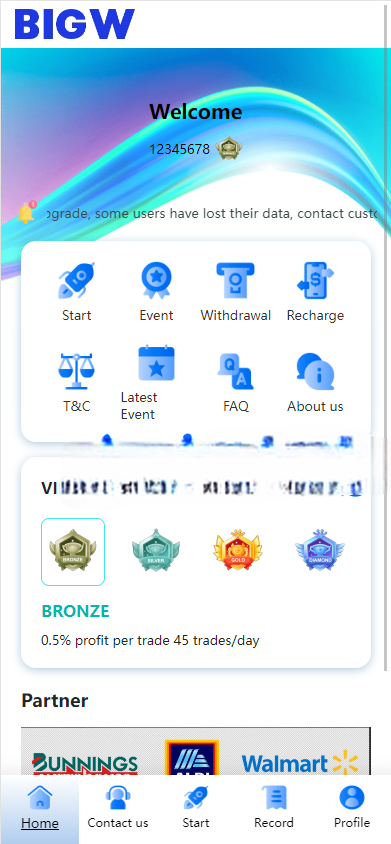 BIGW
Welcome
12345678
pgrade, some users have lost their data, contact custo
Start
Event
Withdrawal
Recharge
T&C
Latest
Event
FAQ
About us
VI
BRONZE
SILVER
GOLD
DIAMOND
BRONZE
0.5% profit per trade 45 trades/day
Partner
BUNNINGS
ALDI
Walmart
Home
Contact us
Start
Record
Profile